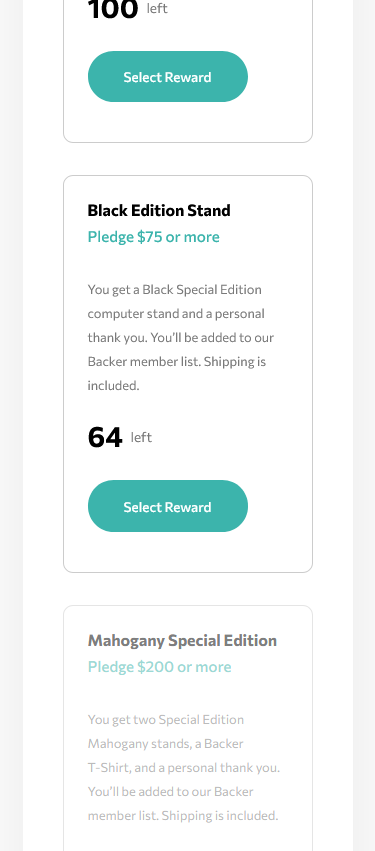 100 left
Select Reward
Black Edition Stand
Pledge $75 or more
You get a Black Special Edition
computer stand and a personal
thank you. You’ll be added to our
Backer member list. Shipping is
included.
64 left
Select Reward
Mahogany Special Edition
Pledge $200 or more
You get two Special Edition
Mahogany stands, a Backer
T-Shirt, and a personal thank you.
You’ll be added to our Backer
member list. Shipping is included.